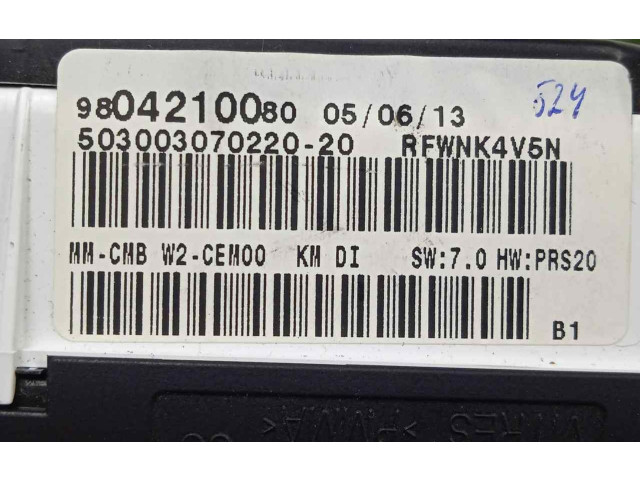 9804210080 05/06/13
524
503003070220-20 RFWNK4V5N
MM-CMB W2-CEM00 KM DI SW:7.0 HW:PRS20
B1